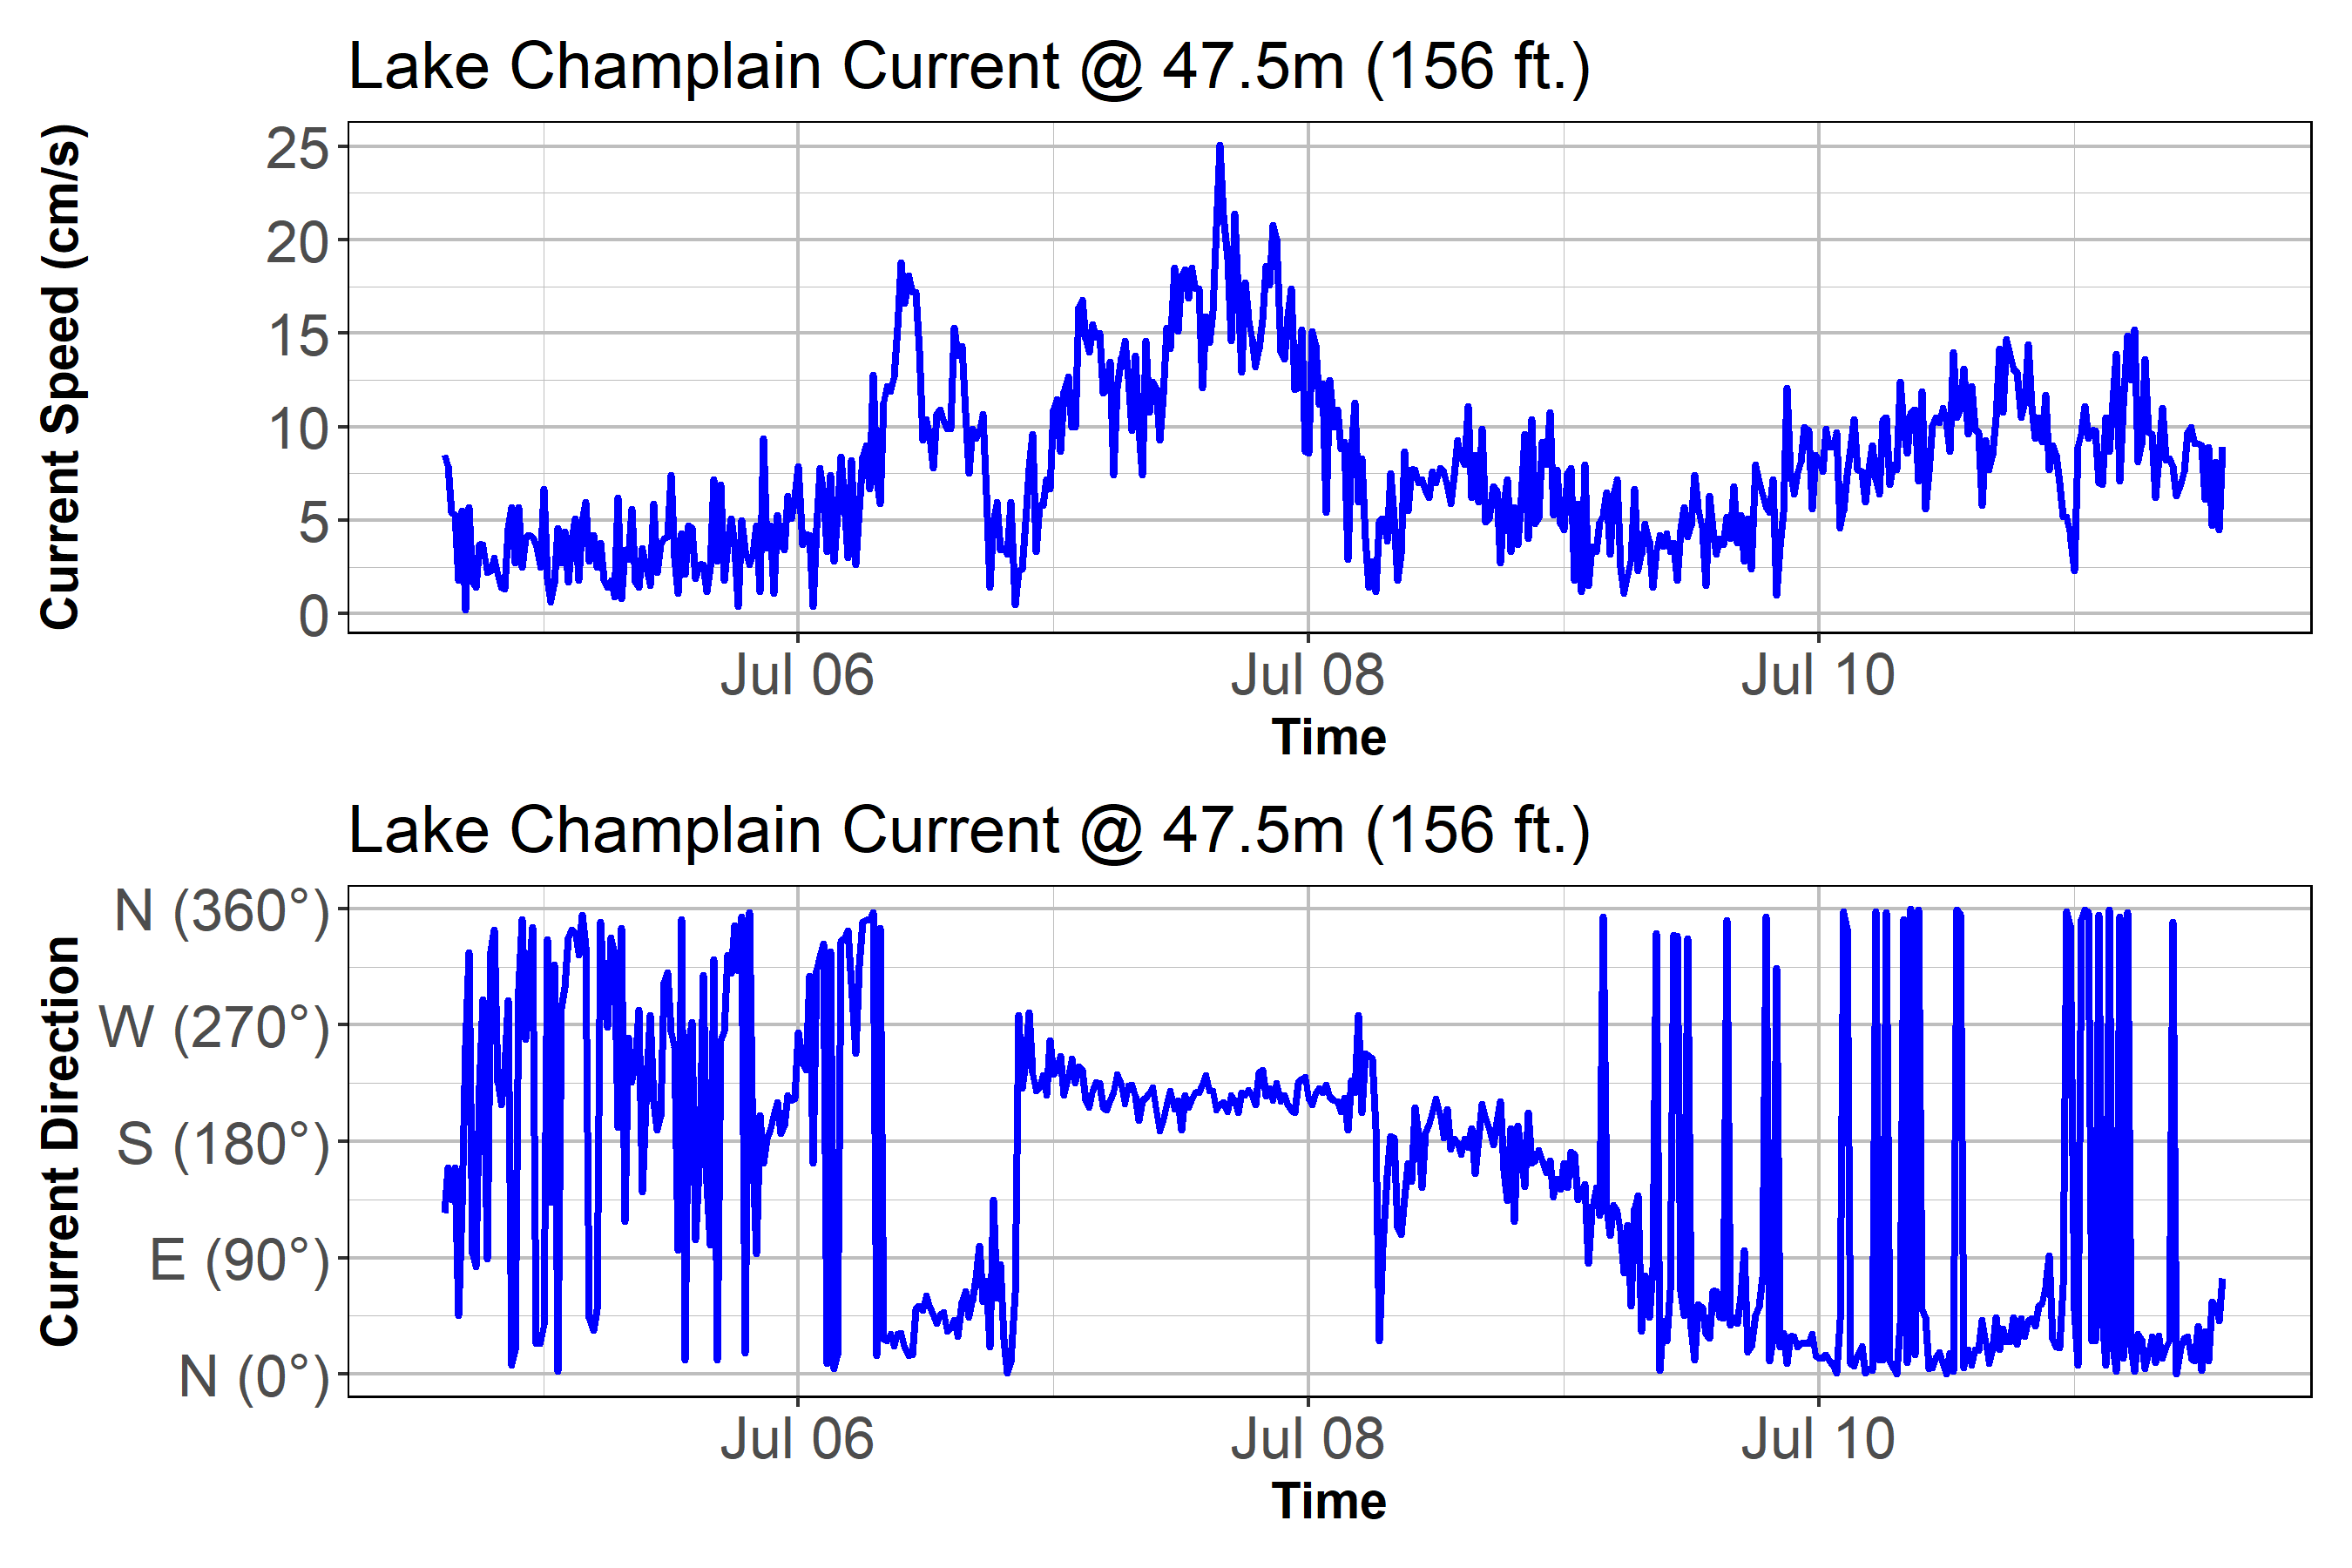 Lake Champlain Current @ 47.5m (156 ft.)
Current Speed (cm/s)
25
20
15
10
5
0
Jul 06 Jul 08 Jul 10
Time
Lake Champlain Current @ 47.5m (156 ft.)
Current Direction
N (360°)
W (270°)
S (180°)
E (90°)
N (0°)
Jul 06 Jul 08 Jul 10
Time